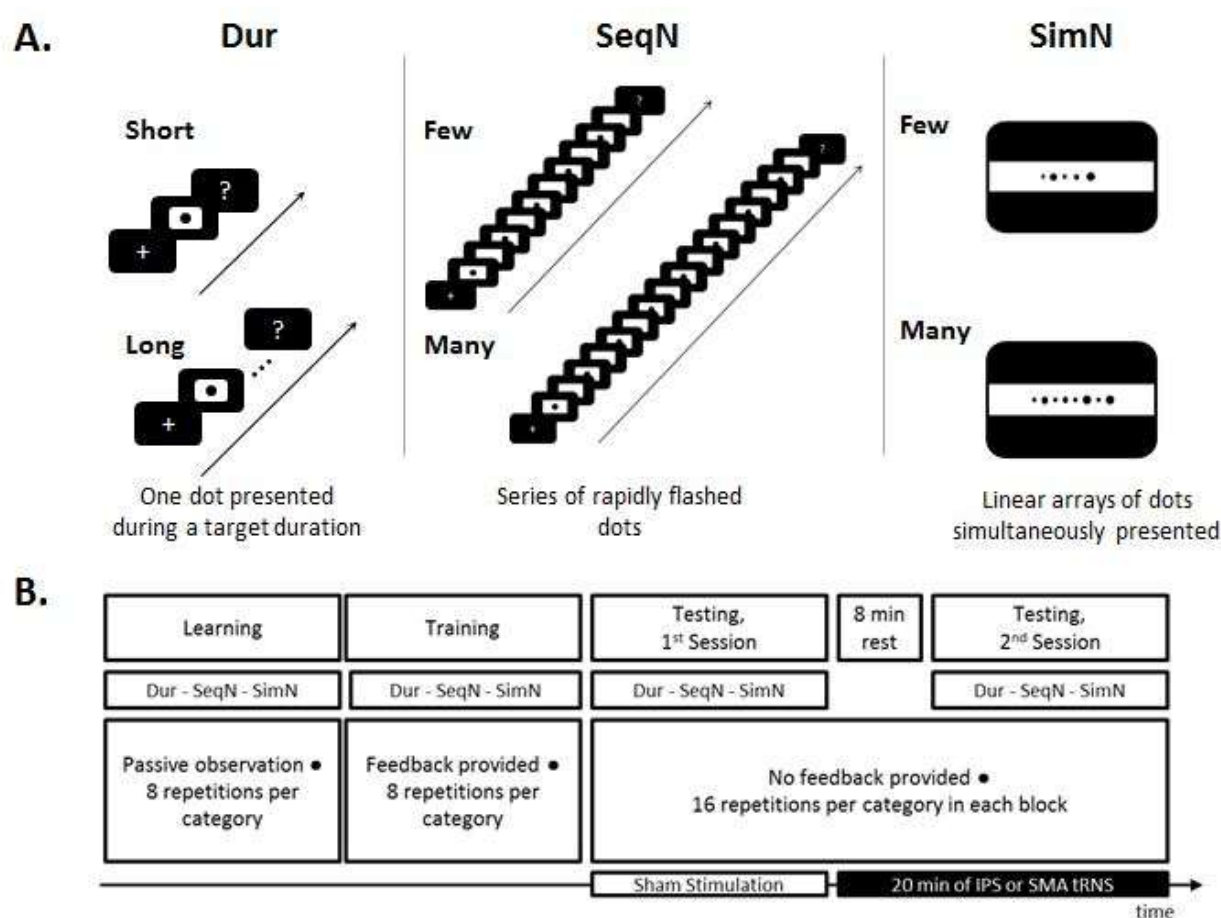 A.
Dur
SeqN
SimN
Short
?
+
Long
?
+
One dot presented
during a target duration
Few
?
+
Many
?
+
Series of rapidly flashed
dots
Few
Many
Linear arrays of dots
simultaneously presented
B.
Learning
Training
Testing,
1st Session
8 min
rest
Testing,
2nd Session
Dur - SeqN - SimN
Dur - SeqN - SimN
Dur - SeqN - SimN
Dur - SeqN - SimN
Passive observation ●
8 repetitions per
category
Feedback provided ●
8 repetitions per
category
No feedback provided ●
16 repetitions per category in each block
Sham Stimulation
20 min of IPS or SMA tRNS
time